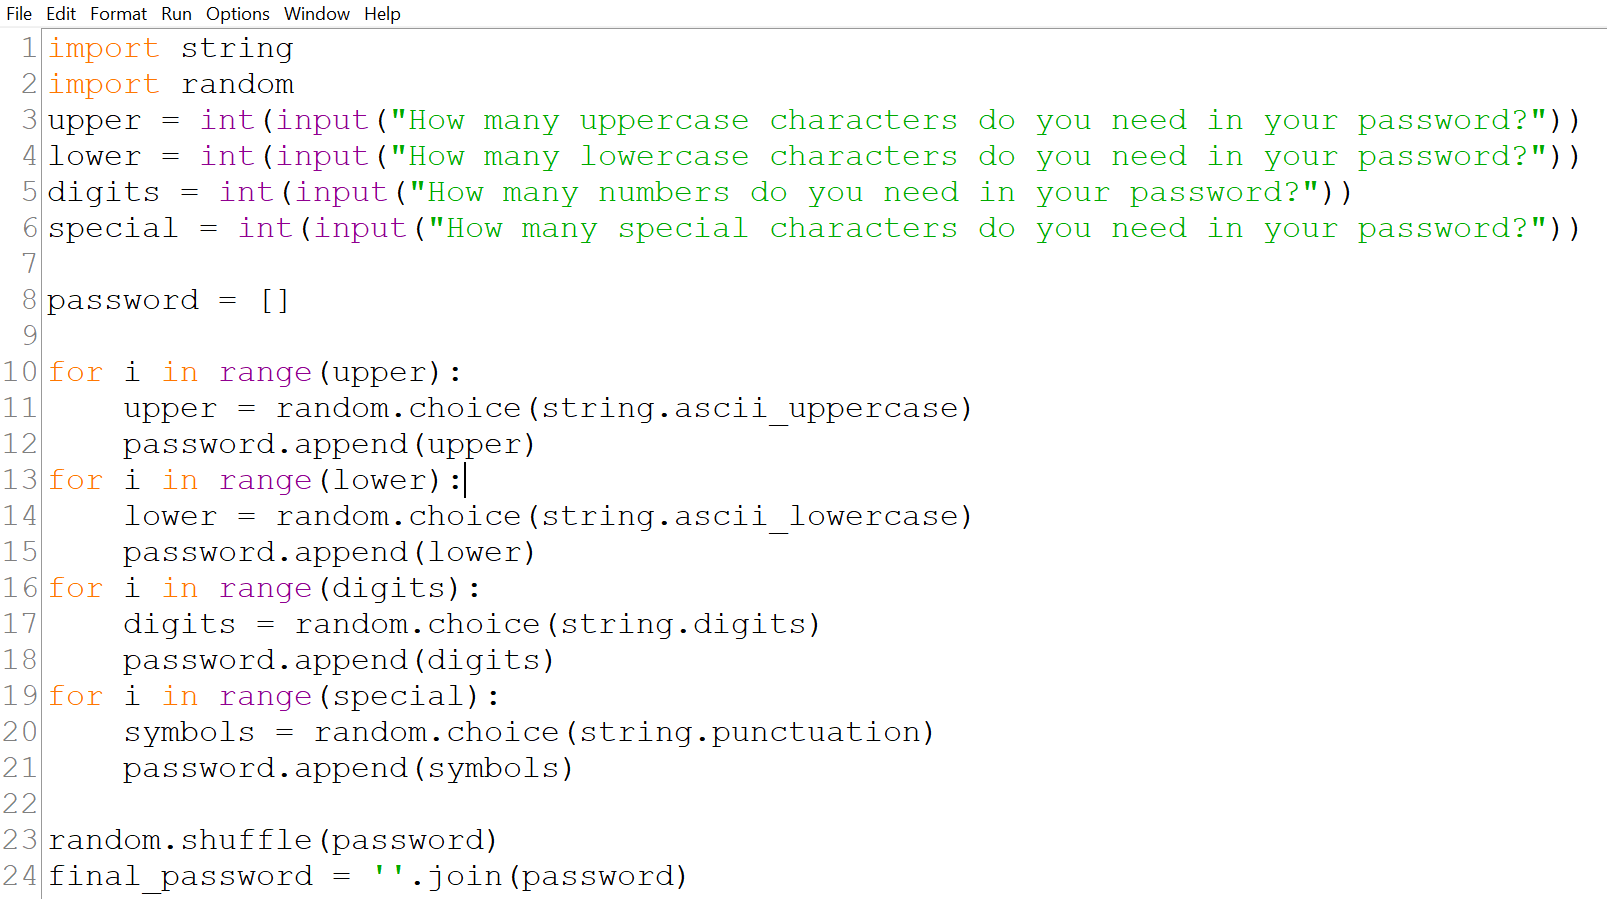 File Edit Format Run Options Window Help
1 import string
2 import random
3 upper = int(input("How many uppercase characters do you need in your password?"))
4 lower = int(input("How many lowercase characters do you need in your password?"))
5 digits = int(input("How many numbers do you need in your password?"))
6 special = int(input("How many special characters do you need in your password?"))
7
8 password = []
9
10 for i in range(upper):
11     upper = random.choice(string.ascii_uppercase)
12     password.append(upper)
13 for i in range(lower):
14     lower = random.choice(string.ascii_lowercase)
15     password.append(lower)
16 for i in range(digits):
17     digits = random.choice(string.digits)
18     password.append(digits)
19 for i in range(special):
20     symbols = random.choice(string.punctuation)
21     password.append(symbols)
22
23 random.shuffle(password)
24 final_password = ''.join(password)